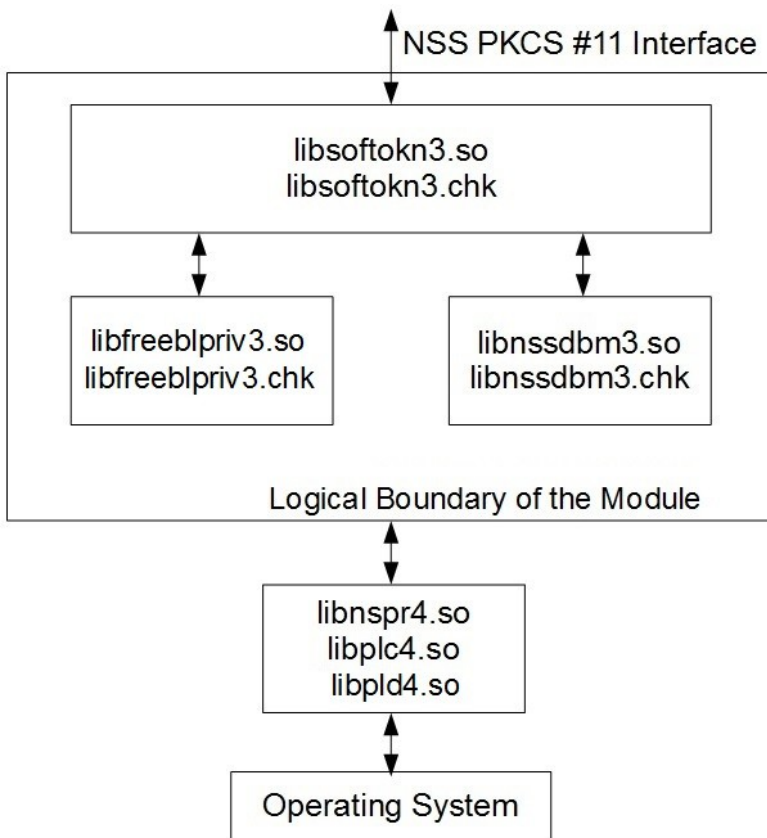 NSS PKCS #11 Interface
libsoftokn3.so
libsoftokn3.chk
libfreeblpriv3.so
libfreeblpriv3.chk
libnssdbm3.so
libnssdbm3.chk
Logical Boundary of the Module
libnspr4.so
libplc4.so
libpld4.so
Operating System